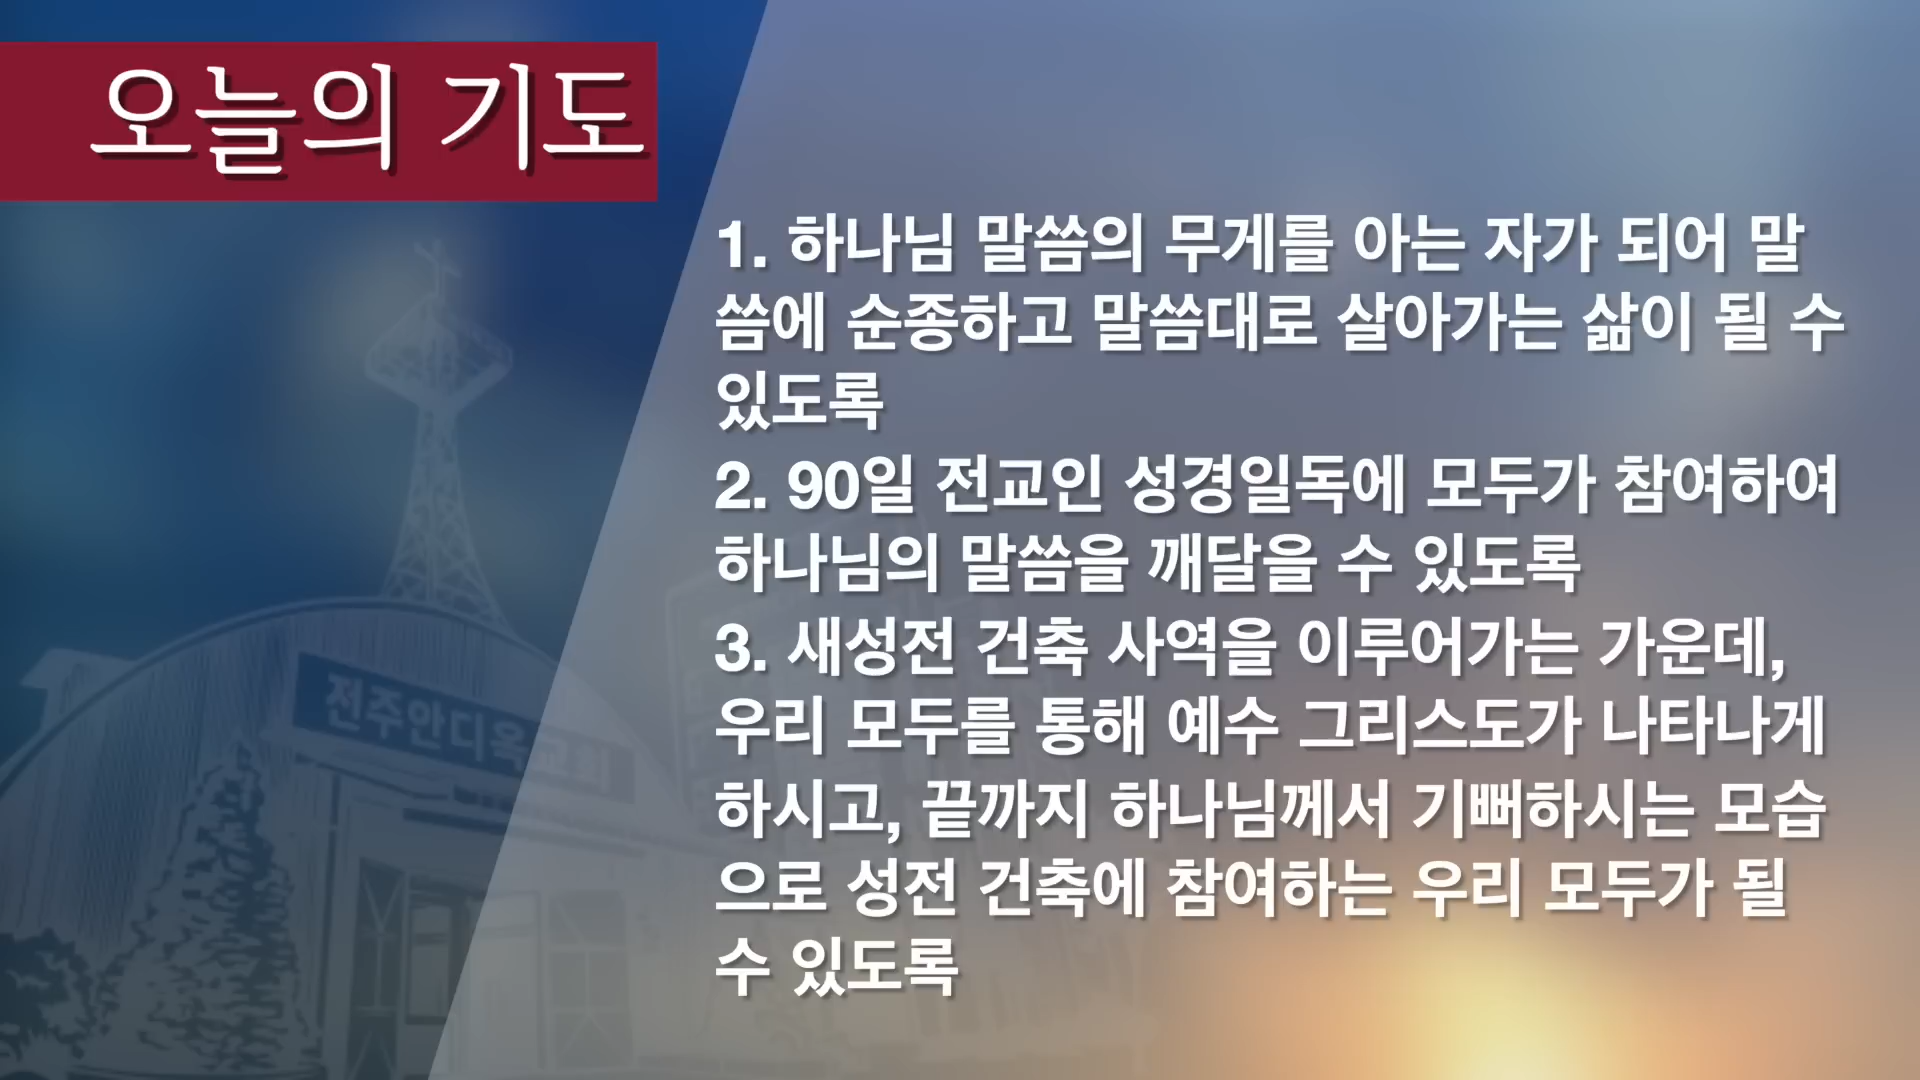 오늘의 기도
1. 하나님 말씀의 무게를 아는 자가 되어 말
씀에 순종하고 말씀대로 살아가는 삶이 될 수
있도록
2. 90일 전교인 성경일독에 모두가 참여하여
하나님의 말씀을 깨달을 수 있도록
3. 새성전 건축 사역을 이루어가는 가운데,
우리 모두를 통해 예수 그리스도가 나타나게
하시고, 끝까지 하나님께서 기뻐하시는 모습
으로 성전 건축에 참여하는 우리 모두가 될
수 있도록
전주안디옥교회